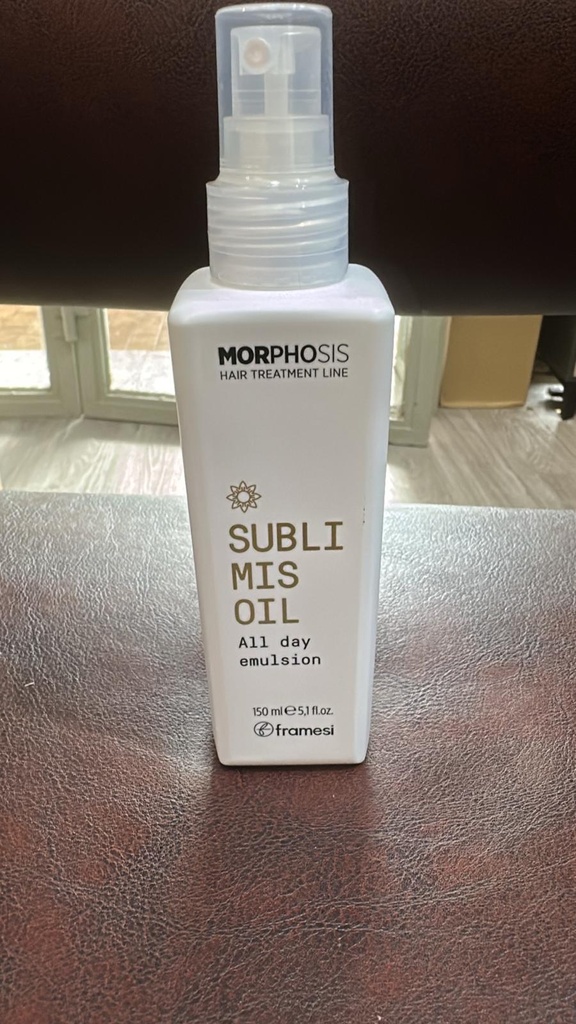 MORPHOSIS
HAIR TREATMENT LINE
SUBLI
MIS
OIL
All day
emulsion
150 ml ℮ 5,1 fl.oz.
framesi